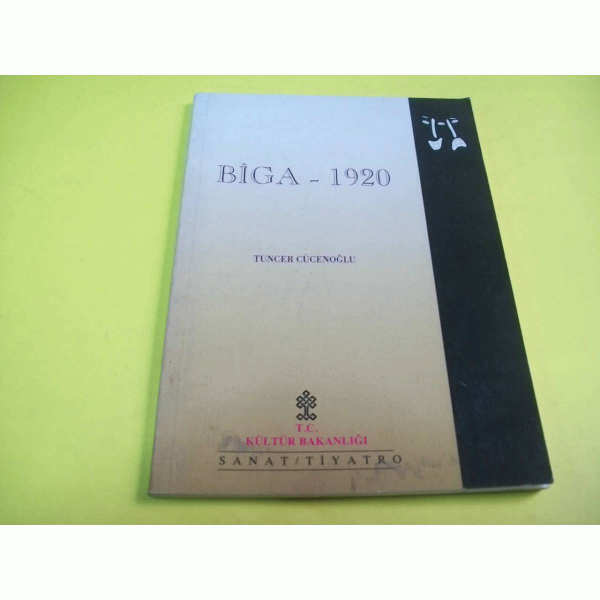 BİGA - 1920
TUNCER CÜCENOĞLU
T.C.
KÜLTÜR BAKANLIĞI
SANAT/TİYATRO